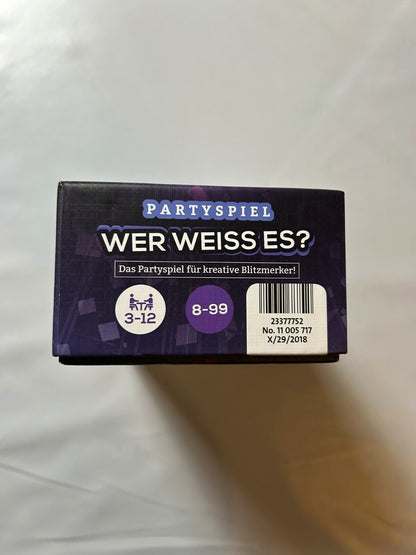 PARTYSPIEL
WER WEISS ES?
Das Partyspiel für kreative Blitzmerker!
3-12
8-99
23377752
No. 11 005 717
X/29/2018